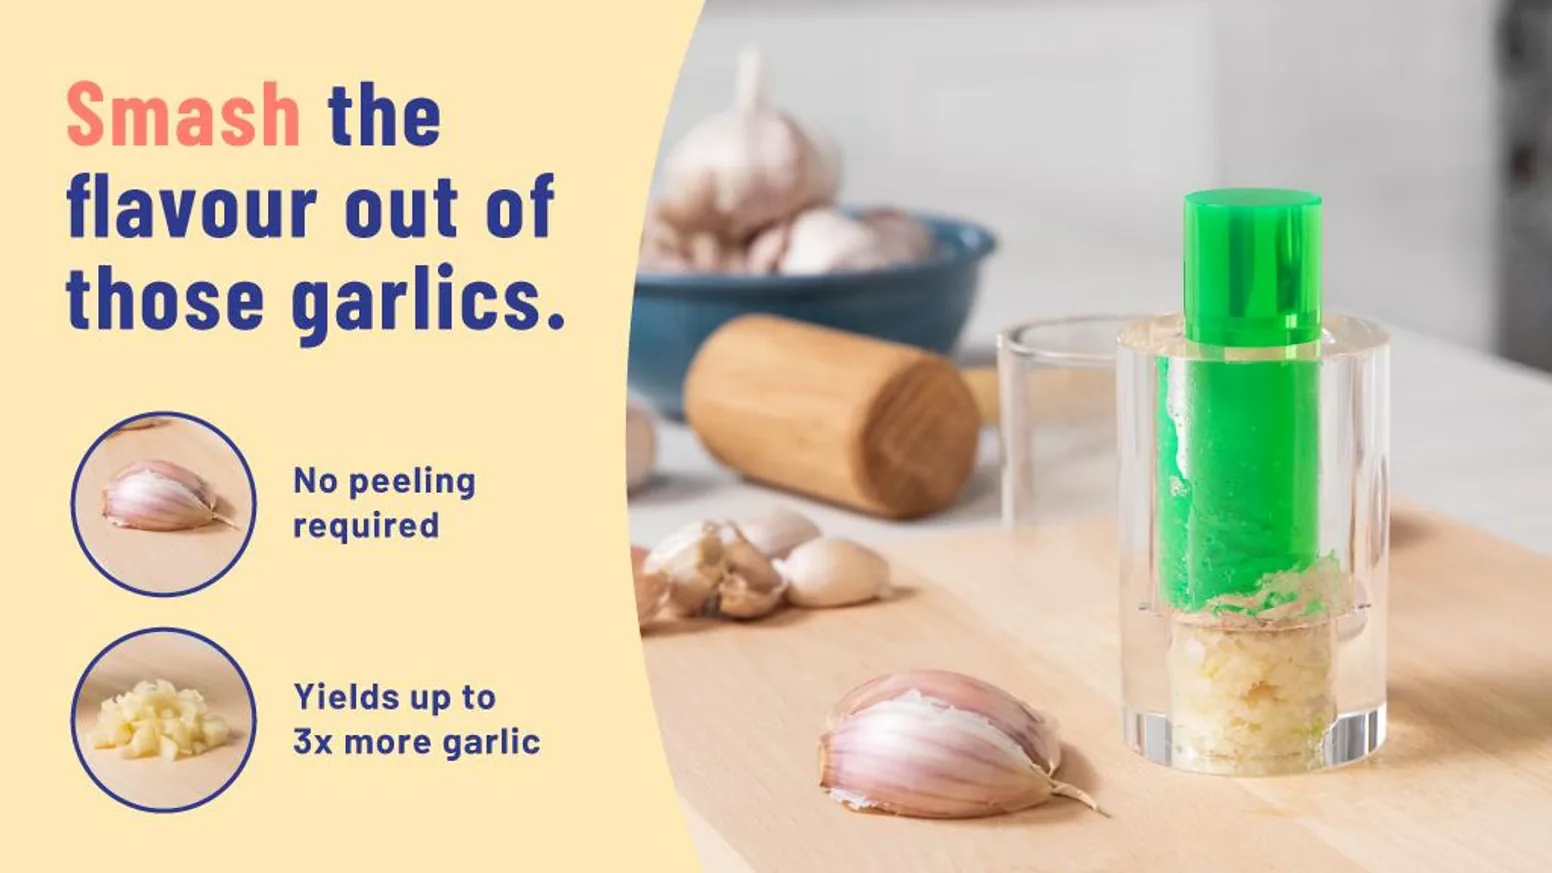 Smash the
flavour out of
those garlics.
No peeling
required
Yields up to
3x more garlic